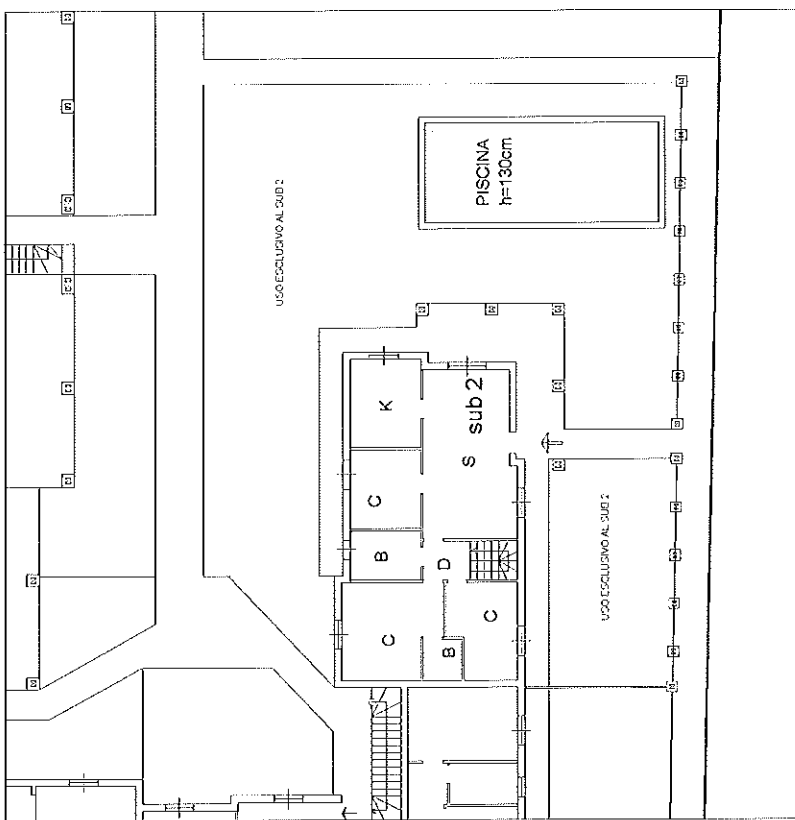 USO ESCLUSIVO AL SUB 2
PISCINA
h=130cm
K
sub 2
S
C
B
D
C
C
B
USO ESCLUSIVO AL SUB 2